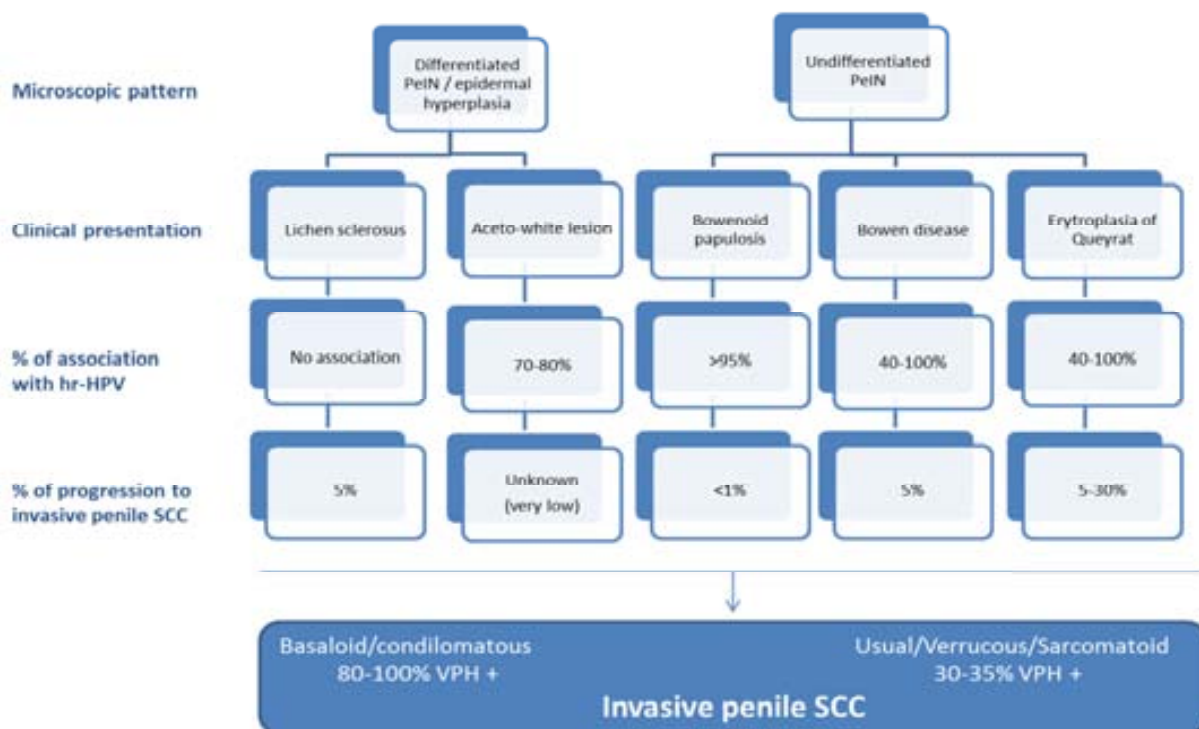 Microscopic pattern
Differentiated
PeIN / epidermal
hyperplasia
Undifferentiated
PeIN
Clinical presentation
Lichen sclerosus
Aceto-white lesion
Bowenoid
papulosis
Bowen disease
Erytroplasia of
Queyrat
% of association
with hr-HPV
No association
70-80%
>95%
40-100%
40-100%
% of progression to
invasive penile SCC
5%
Unknown
(very low)
<1%
5%
5-30%
Basaloid/condilomatous
80-100% VPH +
Usual/Verrucous/Sarcomatoid
30-35% VPH +
Invasive penile SCC